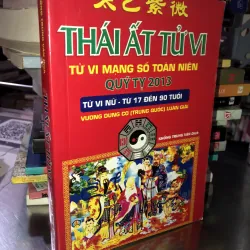 太乙紫微
THÁI ẤT TỬ VI
TỬ VI MẠNG SỐ TOÀN NIÊN
QUÝ TỴ 2013
TỬ VI NỮ - TỪ 17 ĐẾN 90 TUỔI
VƯƠNG DUNG CƠ (TRUNG QUỐC) LUẬN GIẢI